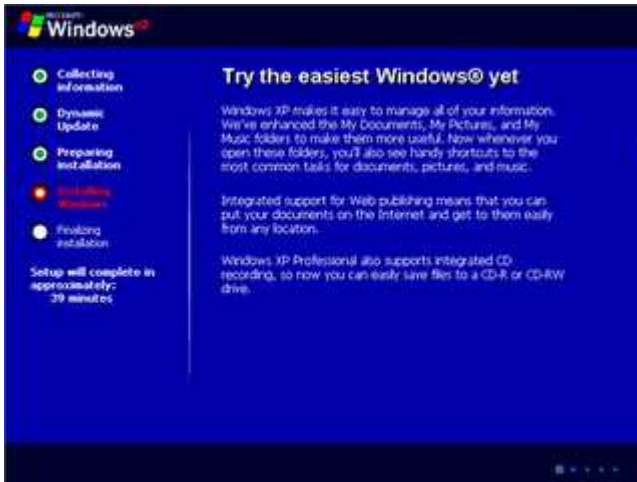 Microsoft
Windows xp
Collecting
information
Dynamic
Update
Preparing
installation
Installing
Windows
Finalizing
installation
Setup will complete in
approximately:
39 minutes
Try the easiest Windows® yet
Windows XP makes it easy to manage all of your information.
We've enhanced the My Documents, My Pictures, and My
Music folders to make them more useful. Now whenever you
open these folders, you'll also see handy shortcuts to the
most common tasks for documents, pictures, and music.
Integrated support for Web publishing means that you can
put your documents on the Internet and get to them easily
from any location.
Windows XP Professional also supports integrated CD
recording, so now you can easily save files to a CD-R or CD-RW
drive.